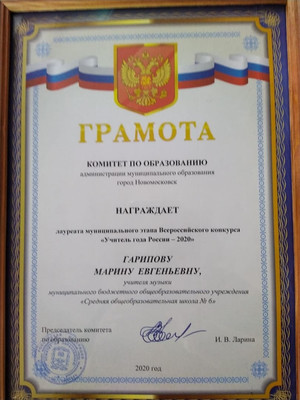 ГРАМОТА
КОМИТЕТ ПО ОБРАЗОВАНИЮ
администрации муниципального образования
город Новомосковск
НАГРАЖДАЕТ
лауреата муниципального этапа Всероссийского конкурса
«Учитель года России – 2020»
ГАРИПОВУ
МАРИНУ ЕВГЕНЬЕВНУ,
учителя музыки
муниципального бюджетного общеобразовательного учреждения
«Средняя общеобразовательная школа № 6»
Председатель комитета
по образованию
И. В. Ларина
2020 год